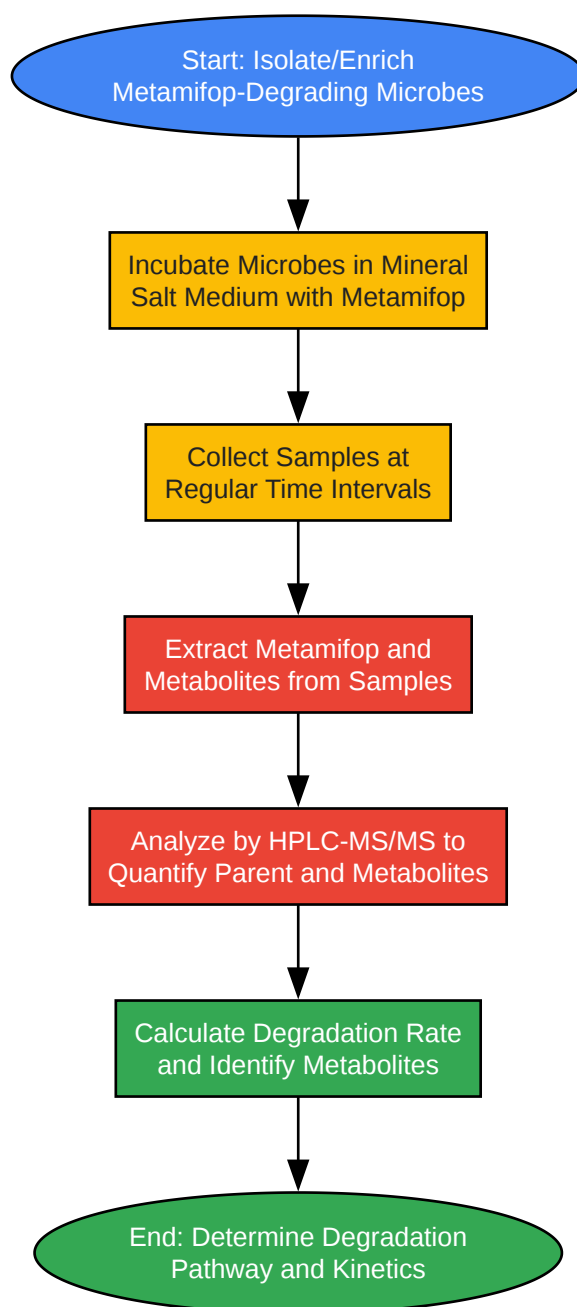 Start: Isolate/Enrich
Metamifop-Degrading Microbes
Incubate Microbes in Mineral
Salt Medium with Metamifop
Collect Samples at
Regular Time Intervals
Extract Metamifop and
Metabolites from Samples
Analyze by HPLC-MS/MS to
Quantify Parent and Metabolites
Calculate Degradation Rate
and Identify Metabolites
End: Determine Degradation
Pathway and Kinetics